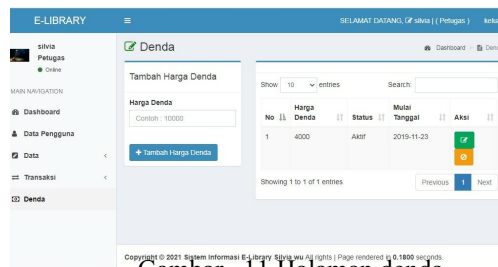 E-LIBRARY
SELAMAT DATANG, silvia | ( Petugas )
silvia
Petugas
Online
MAIN NAVIGATION
Dashboard
Data Pengguna
Data
Transaksi
Denda
Denda
Dashboard
Tambah Harga Denda
Harga Denda
Contoh : 10000
+ Tambah Harga Denda
Show 10 entries
Search:
No Harga Denda Status Mulai Tanggal Aksi
1 4000 Aktif 2019-11-23
Showing 1 to 1 of 1 entries
Previous 1 Next
Copyright © 2021 Sistem Informasi E-Library Silvia wu All rights | Page rendered in 0.1800 seconds.
11 Halaman denda